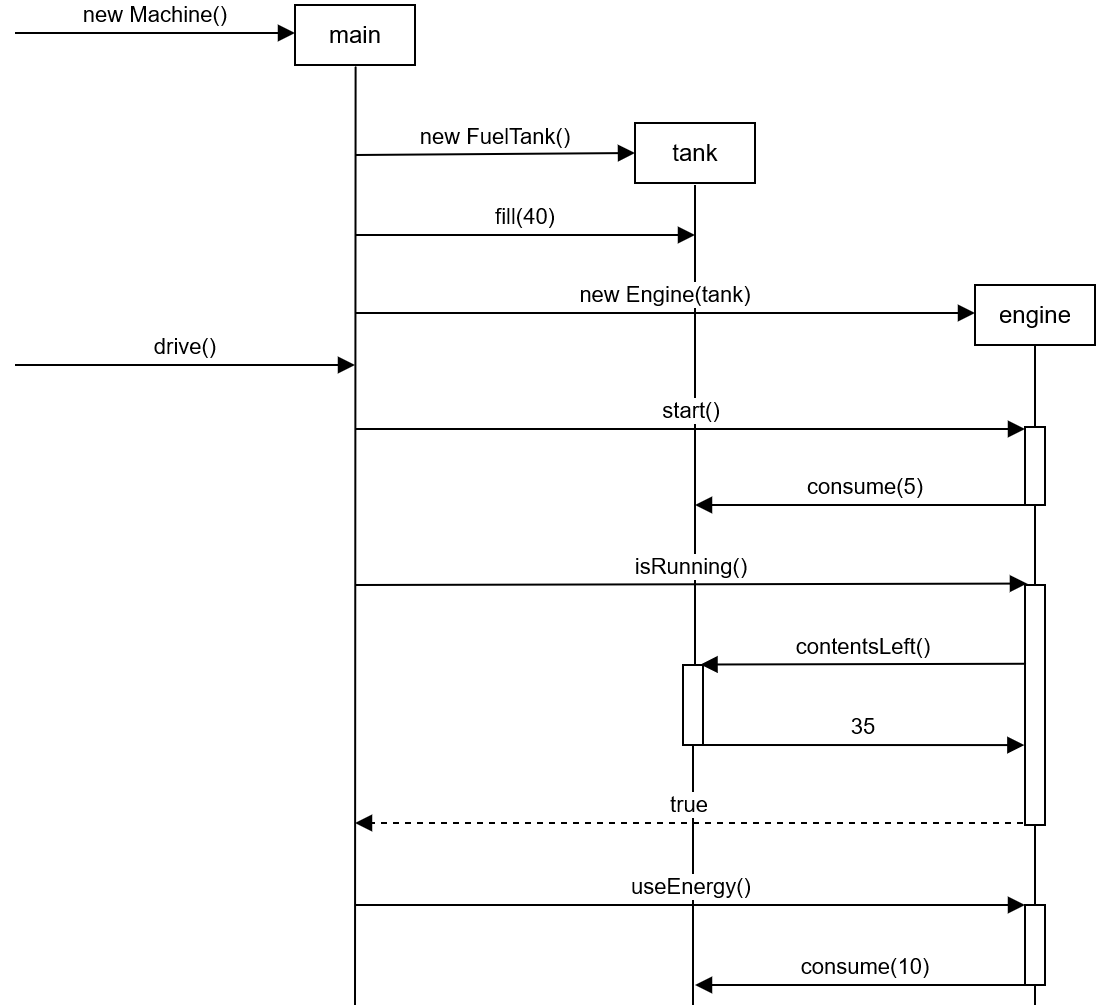 new Machine()
main
new FuelTank()
tank
fill(40)
new Engine(tank)
engine
drive()
start()
consume(5)
isRunning()
contentsLeft()
35
true
useEnergy()
consume(10)